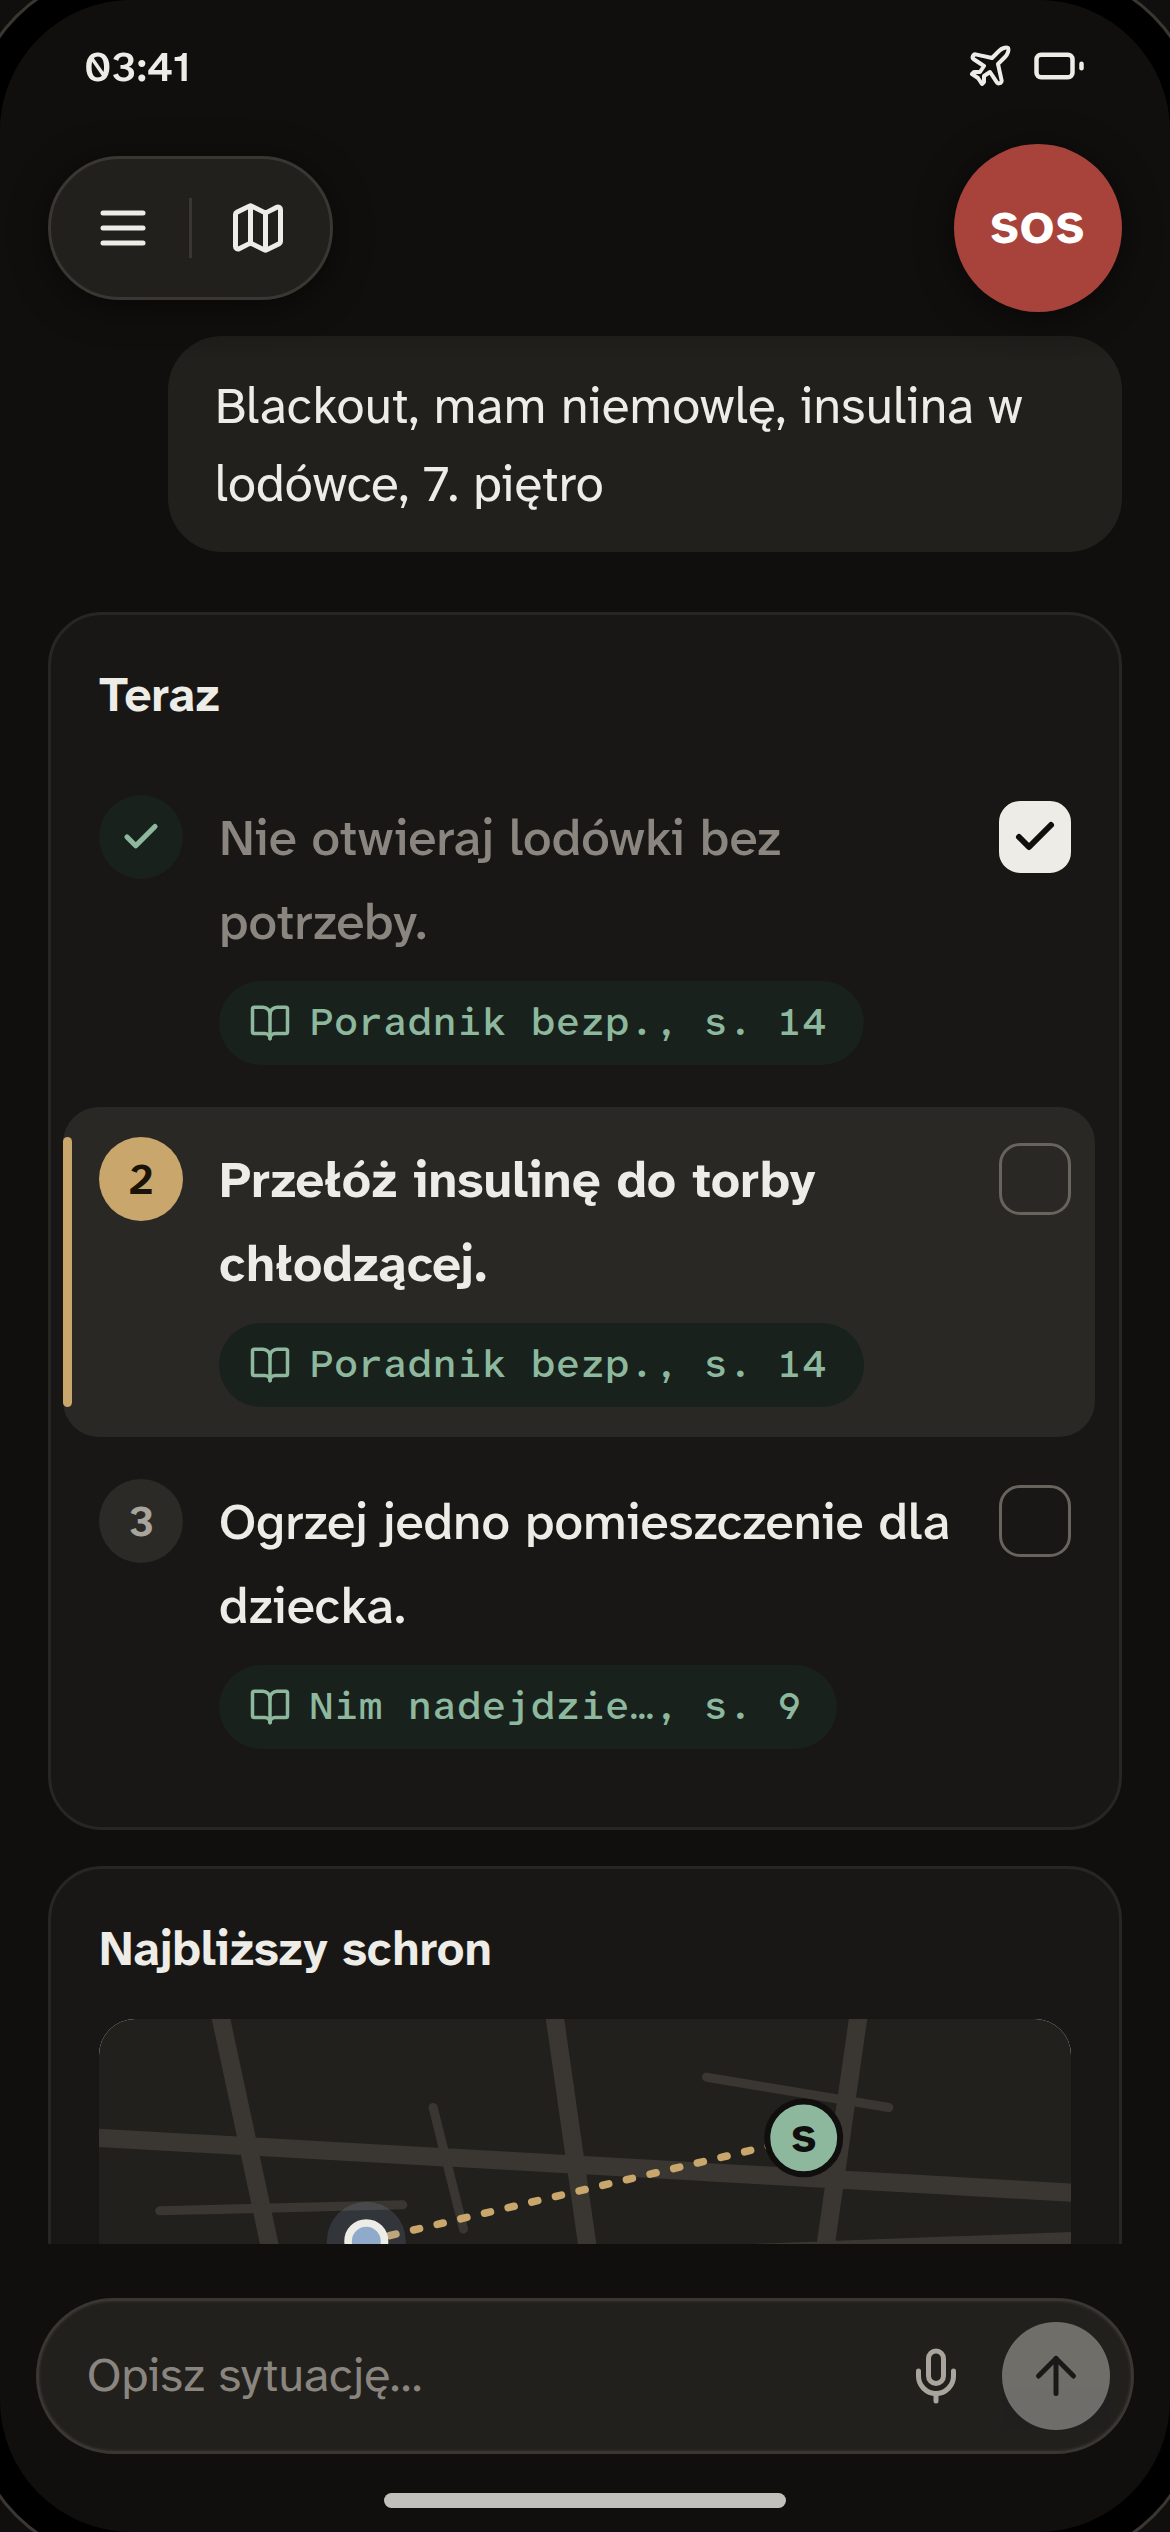 03:41
SOS
Blackout, mam niemowlę, insulina w
lodówce, 7. piętro
Teraz
Nie otwieraj lodówki bez
potrzeby.
Poradnik bezp., s. 14
2
Przełóż insulinę do torby
chłodzącej.
Poradnik bezp., s. 14
3
Ogrzej jedno pomieszczenie dla
dziecka.
Nim nadejdzie…, s. 9
Najbliższy schron
S
Opisz sytuację...